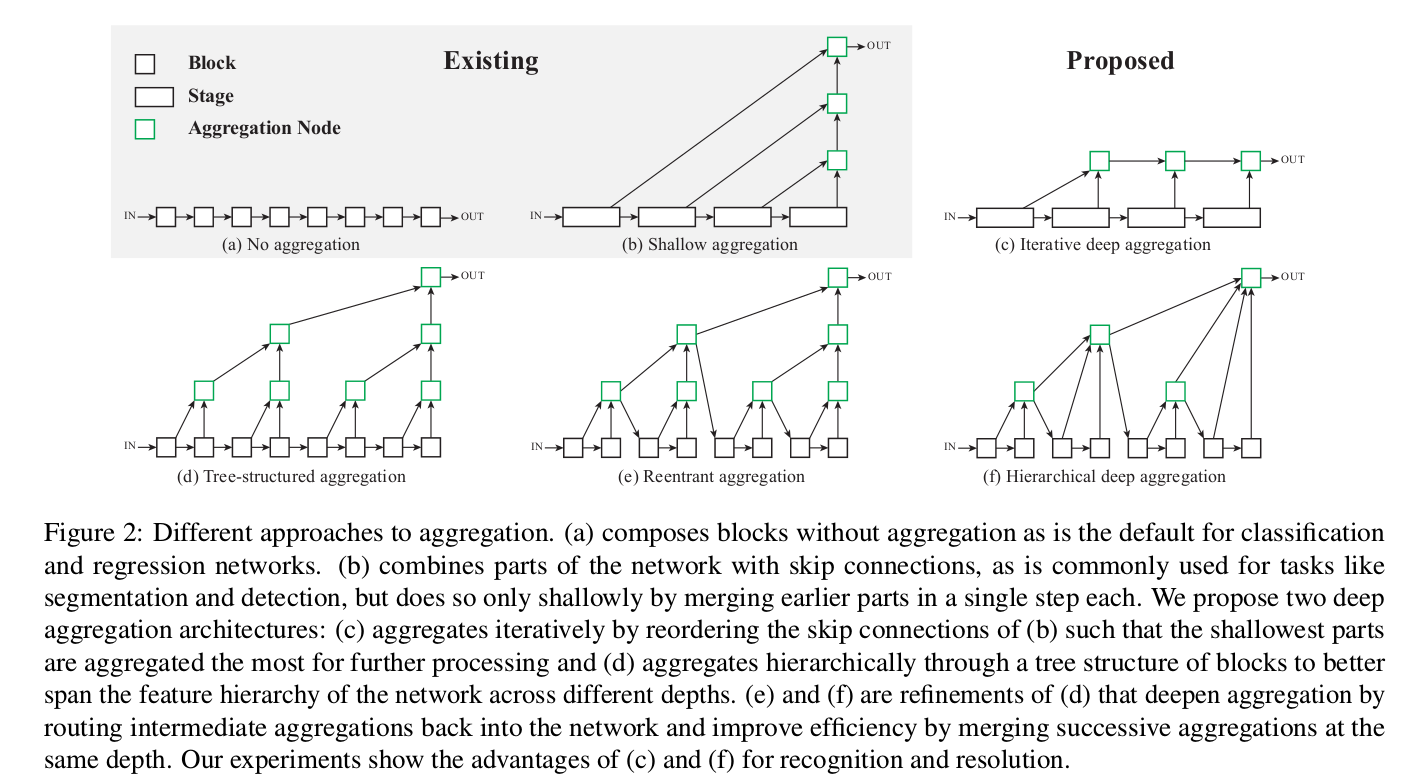 Existing
Proposed
Block
Stage
Aggregation Node
OUT
OUT
IN
OUT
IN
IN
(a) No aggregation
(b) Shallow aggregation
(c) Iterative deep aggregation
OUT
OUT
OUT
IN
IN
IN
(d) Tree-structured aggregation
(e) Reentrant aggregation
(f) Hierarchical deep aggregation
Figure 2: Different approaches to aggregation. (a) composes blocks without aggregation as is the default for classification
and regression networks. (b) combines parts of the network with skip connections, as is commonly used for tasks like
segmentation and detection, but does so only shallowly by merging earlier parts in a single step each. We propose two deep
aggregation architectures: (c) aggregates iteratively by reordering the skip connections of (b) such that the shallowest parts
are aggregated the most for further processing and (d) aggregates hierarchically through a tree structure of blocks to better
span the feature hierarchy of the network across different depths. (e) and (f) are refinements of (d) that deepen aggregation by
routing intermediate aggregations back into the network and improve efficiency by merging successive aggregations at the
same depth. Our experiments show the advantages of (c) and (f) for recognition and resolution.